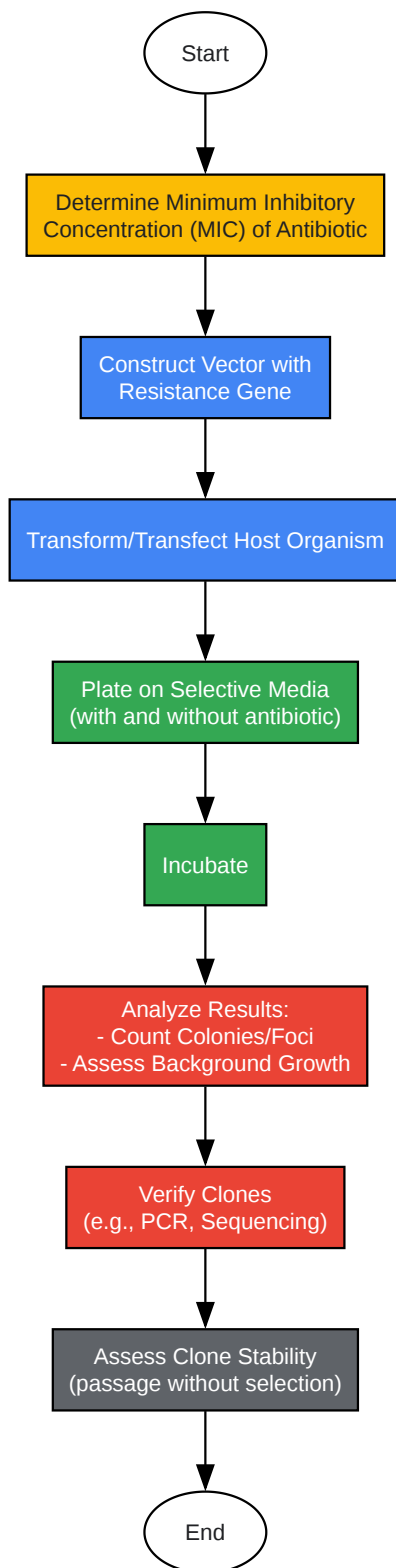 Start
Determine Minimum Inhibitory
Concentration (MIC) of Antibiotic
Construct Vector with
Resistance Gene
Transform/Transfect Host Organism
Plate on Selective Media
(with and without antibiotic)
Incubate
Analyze Results:
- Count Colonies/Foci
- Assess Background Growth
Verify Clones
(e.g., PCR, Sequencing)
Assess Clone Stability
(passage without selection)
End